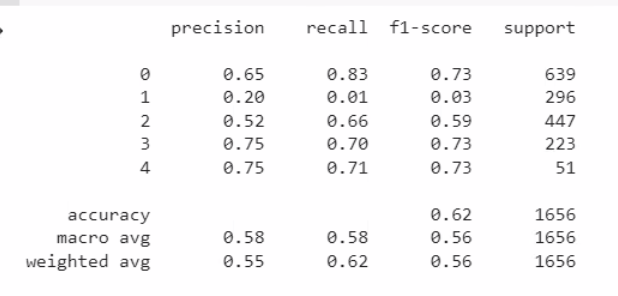 precision recall f1-score support
0 0.65 0.83 0.73 639
1 0.20 0.01 0.03 296
2 0.52 0.66 0.59 447
3 0.75 0.70 0.73 223
4 0.75 0.71 0.73 51
accuracy 0.62 1656
macro avg 0.58 0.58 0.56 1656
weighted avg 0.55 0.62 0.56 1656